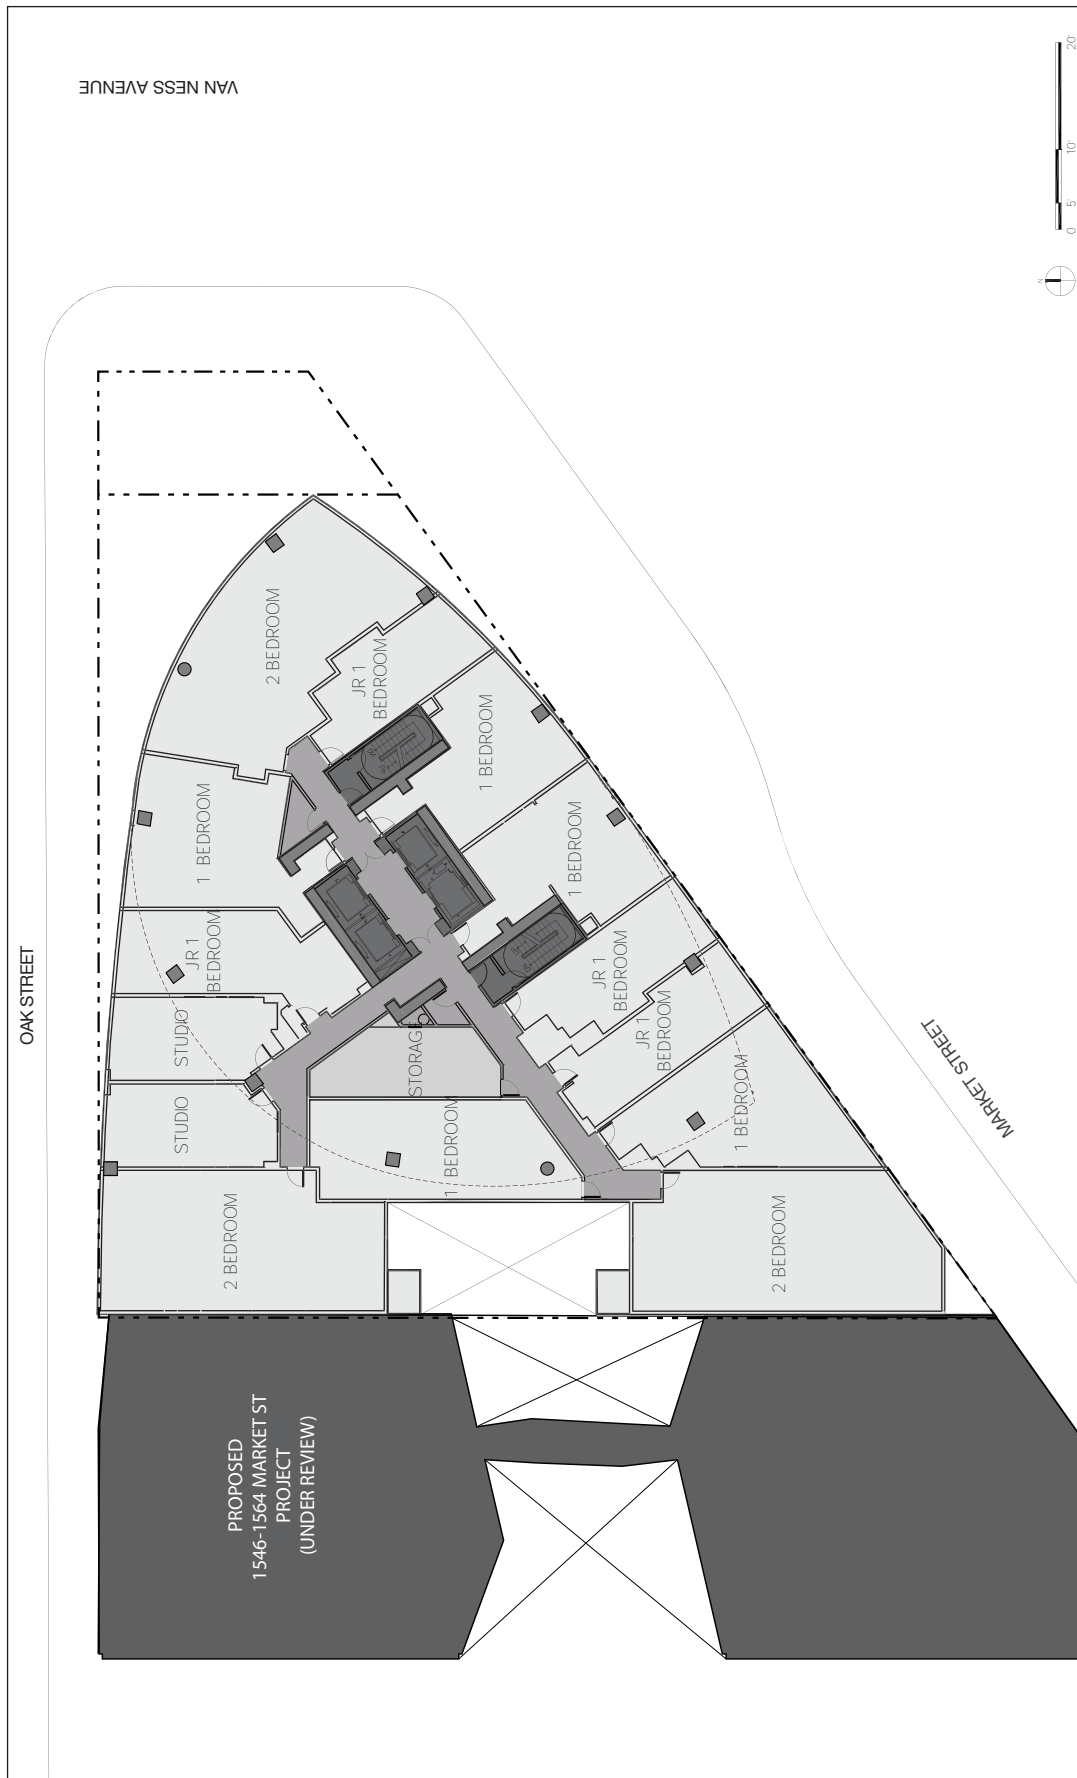 VAN NESS AVENUE
0
5'
10'
20'
N
OAK STREET
MARKET STREET
2 BEDROOM
JR 1
BEDROOM
1 BEDROOM
1 BEDROOM
1 BEDROOM
JR 1
BEDROOM
JR 1
BEDROOM
JR 1
BEDROOM
STUDIO
STORAGE
STUDIO
1 BEDROOM
1 BEDROOM
2 BEDROOM
2 BEDROOM
PROPOSED
1546-1564 MARKET ST
PROJECT
(UNDER REVIEW)